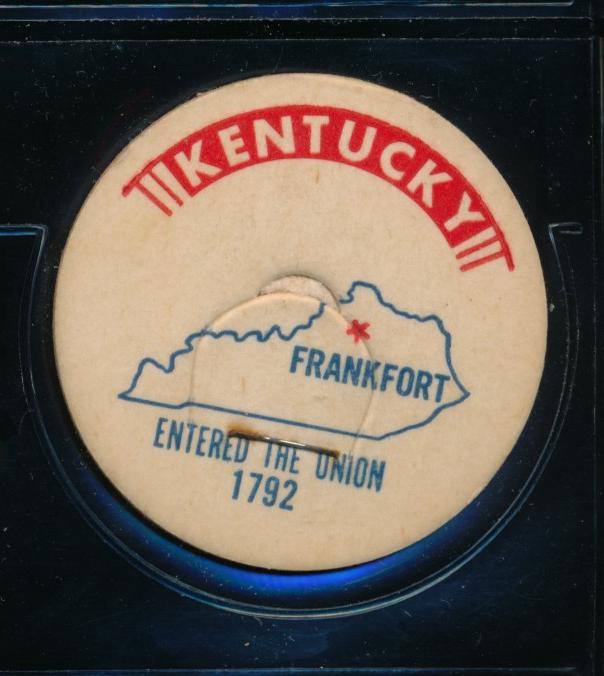 KENTUCKY
FRANKFORT
ENTERED THE UNION
1792